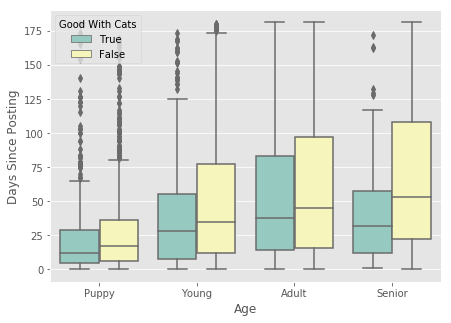 Good With Cats
True
False
175
150
125
100
75
50
25
0
Days Since Posting
Puppy
Young
Adult
Senior
Age